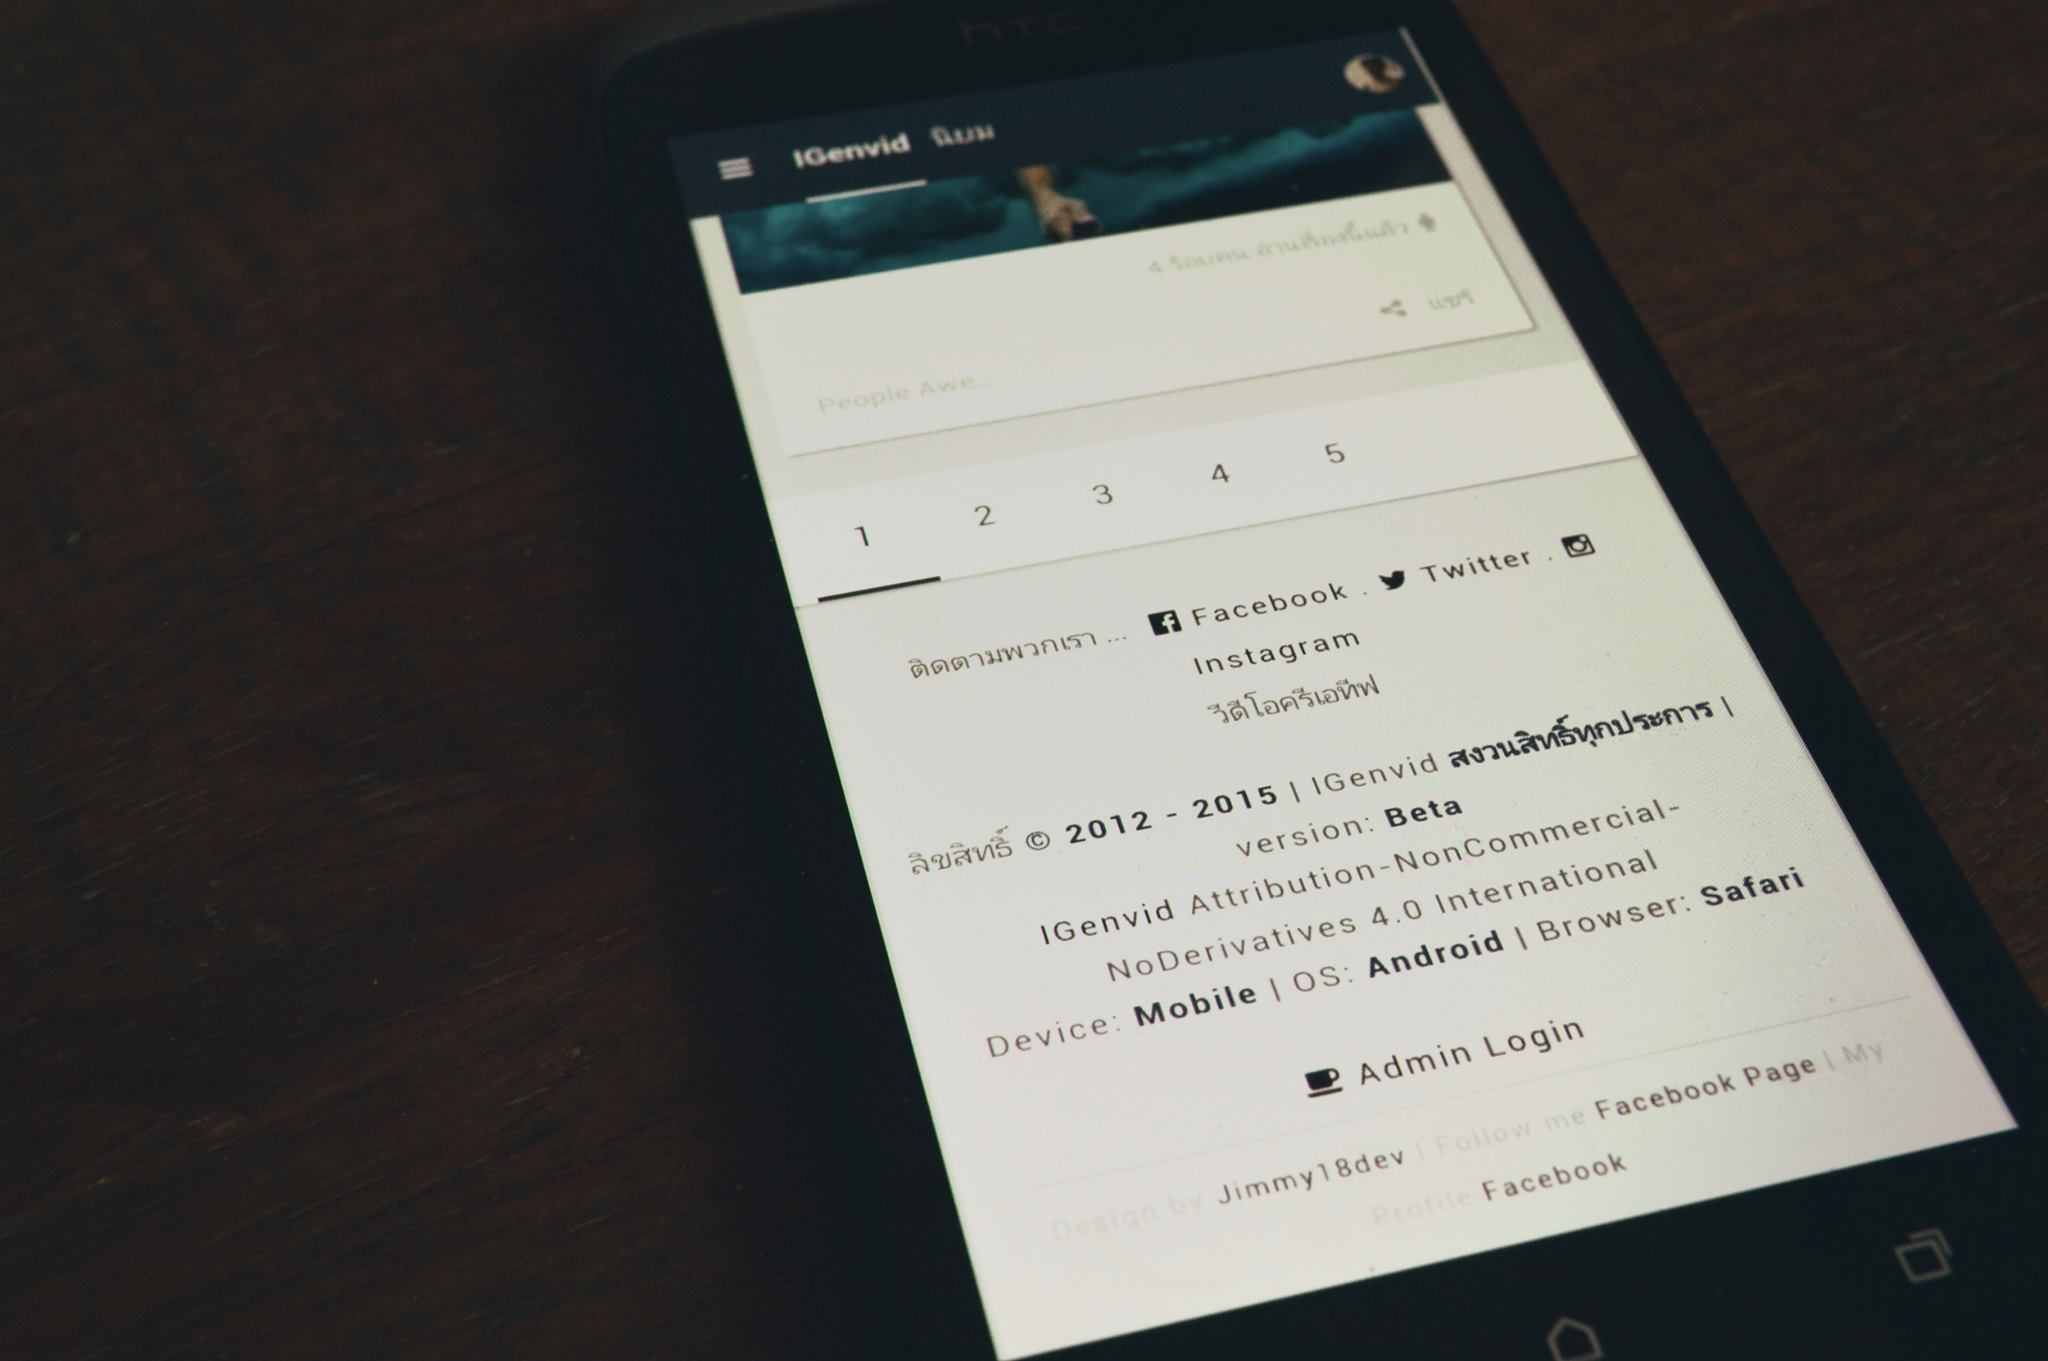 hTC
IGenvid นิยม
4 ร้อยคน อ่านเรื่องนี้แล้ว
แชร์
People Awe...
1 2 3 4 5
ติดตามพวกเรา ... Facebook . Twitter .
Instagram
วีดีโอครีเอทีฟ
ลิขสิทธิ์ © 2012 - 2015 | IGenvid สงวนสิทธิ์ทุกประการ |
version: Beta
IGenvid Attribution-NonCommercial-
NoDerivatives 4.0 International
Device: Mobile | OS: Android | Browser: Safari
Admin Login
Design by Jimmy18dev | Follow me Facebook Page | My
Profile Facebook